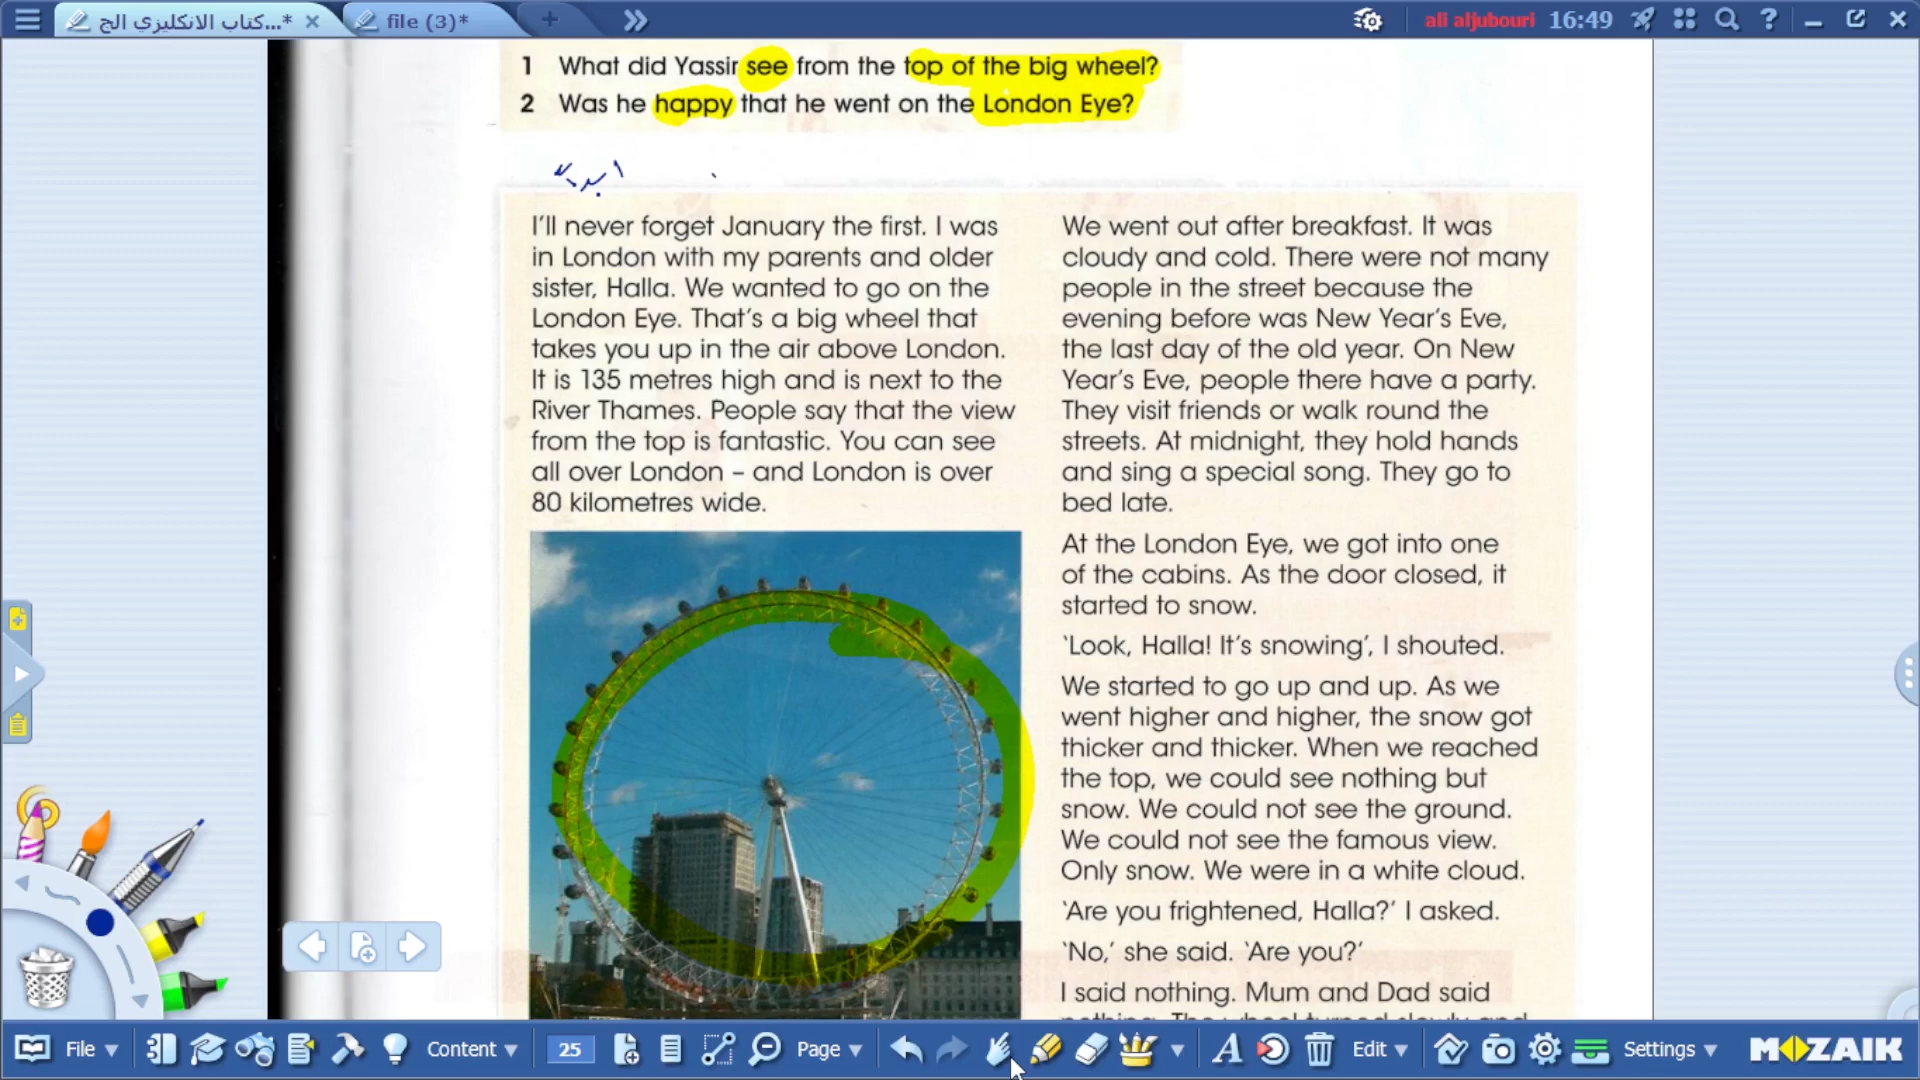 كتاب الانكليزي الج...*
file (3)*
ali aljubouri 16:49
1 What did Yassir see from the top of the big wheel?
2 Was he happy that he went on the London Eye?
I'll never forget January the first. I was
in London with my parents and older
sister, Halla. We wanted to go on the
London Eye. That's a big wheel that
takes you up in the air above London.
It is 135 metres high and is next to the
River Thames. People say that the view
from the top is fantastic. You can see
all over London – and London is over
80 kilometres wide.
We went out after breakfast. It was
cloudy and cold. There were not many
people in the street because the
evening before was New Year's Eve,
the last day of the old year. On New
Year's Eve, people there have a party.
They visit friends or walk round the
streets. At midnight, they hold hands
and sing a special song. They go to
bed late.
At the London Eye, we got into one
of the cabins. As the door closed, it
started to snow.
'Look, Halla! It's snowing', I shouted.
We started to go up and up. As we
went higher and higher, the snow got
thicker and thicker. When we reached
the top, we could see nothing but
snow. We could not see the ground.
We could not see the famous view.
Only snow. We were in a white cloud.
'Are you frightened, Halla?' I asked.
'No,' she said. 'Are you?'
I said nothing. Mum and Dad said
File Content 25 Page Edit Settings MOZAIK